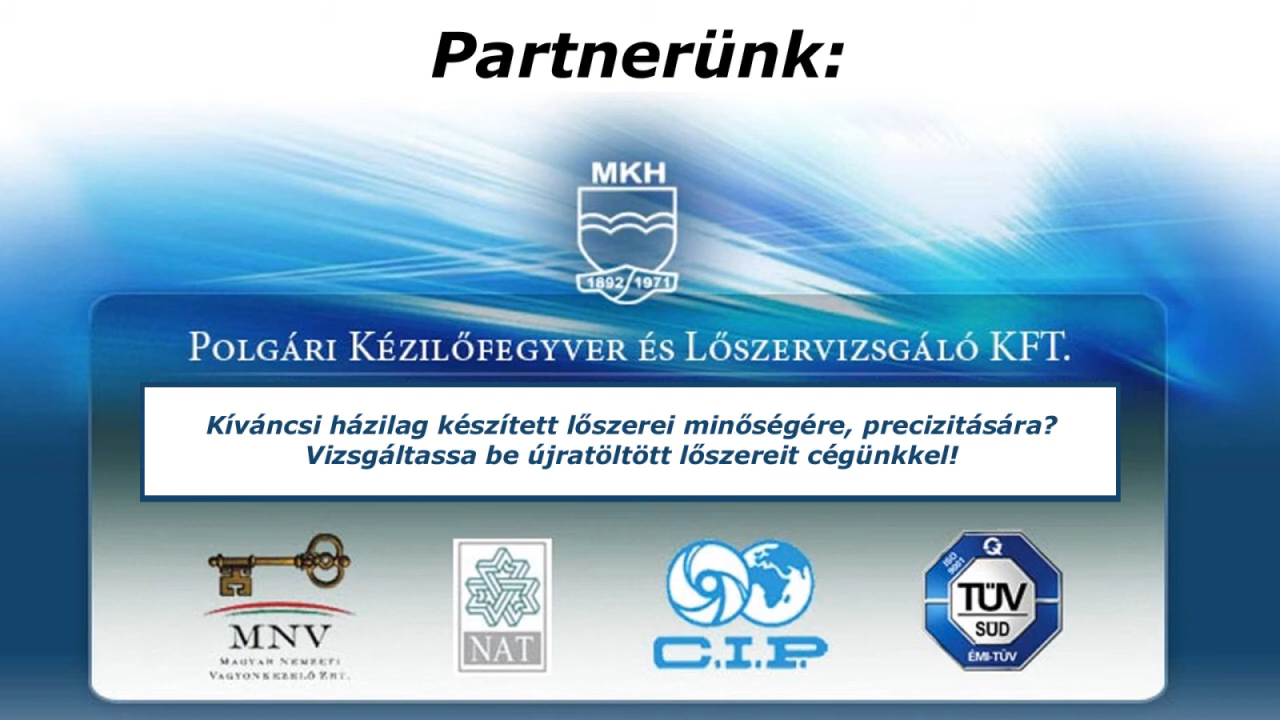 Partnerünk:
MKH
1892/1971
POLGÁRI KÉZILŐFEGYVER ÉS LŐSZERVIZSGÁLÓ KFT.
Kíváncsi házilag készített lőszerei minőségére, precizitására?
Vizsgáltassa be újratöltött lőszereit cégünkkel!
MNV
MAGYAR NEMZETI
VAGYONKEZELŐ ZRT.
NAT
C.I.P.
ISO
9001
TÜV
SÜD
ÉMI-TÜV